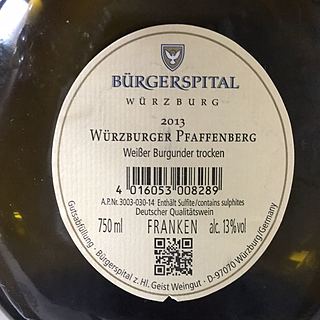 BÜRGERSPITAL
WÜRZBURG
2013
WÜRZBURGER PFAFFENBERG
Weißer Burgunder trocken
4 016053 008289
A.P.Nr. 3003-030-14 Enthält Sulfite/contains sulphites
Deutscher Qualitätswein
750 ml FRANKEN alc. 13% vol
Gutsabfüllung · Bürgerspital z. Hl. Geist Weingut · D-97070 Würzburg/Germany